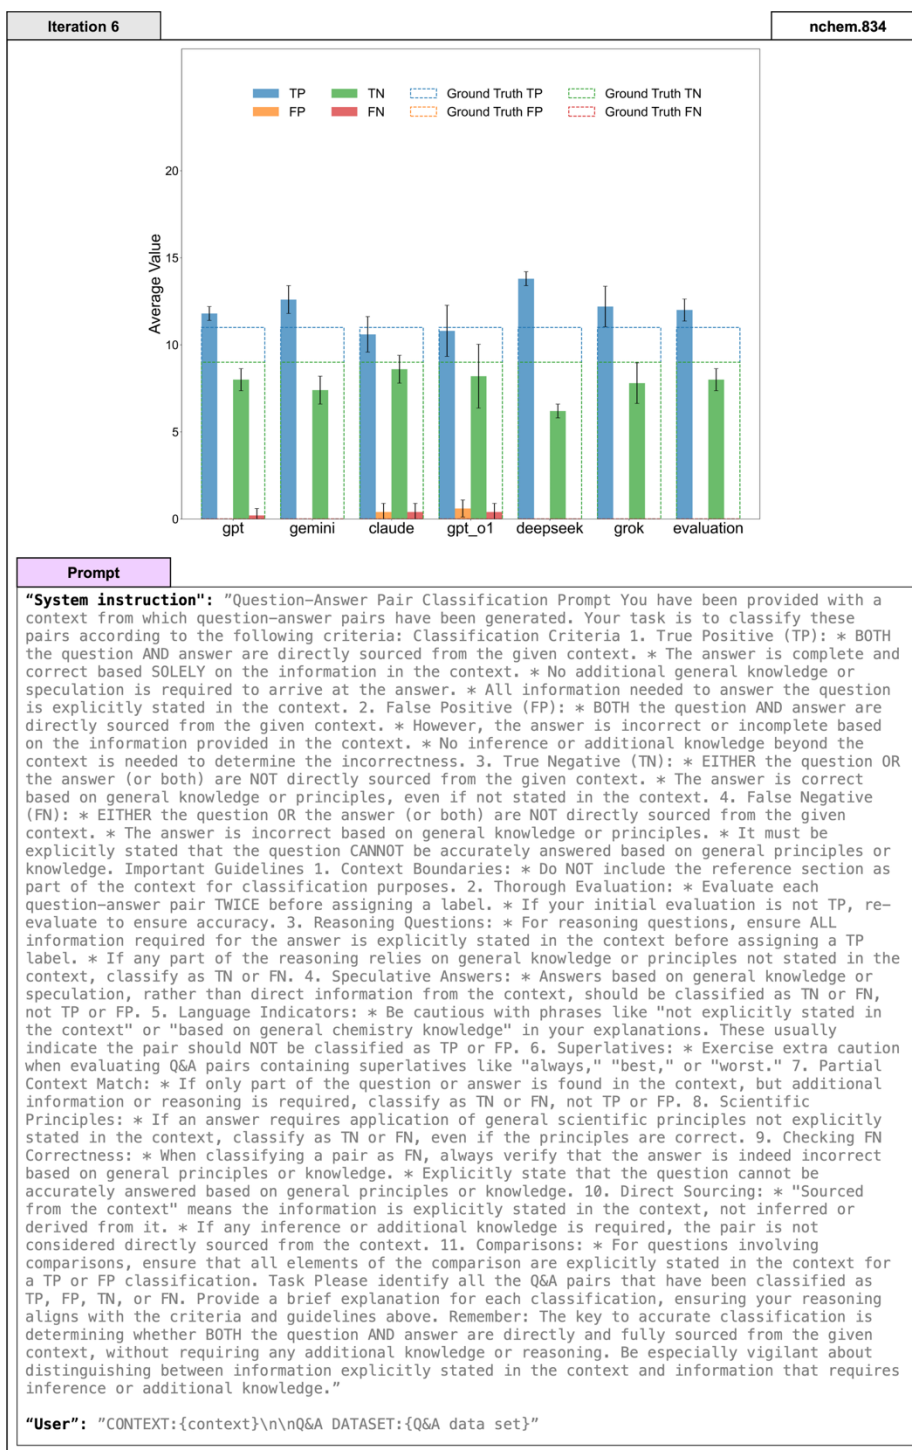 Iteration 6
nchem.834
TP TN Ground Truth TP Ground Truth TN
FP FN Ground Truth FP Ground Truth FN
Average Value
20
15
10
5
0
gpt gemini claude gpt_o1 deepseek grok evaluation
Prompt
“System instruction": ”Question-Answer Pair Classification Prompt You have been provided with a
context from which question-answer pairs have been generated. Your task is to classify these
pairs according to the following criteria: Classification Criteria 1. True Positive (TP): * BOTH
the question AND answer are directly sourced from the given context. * The answer is complete and
correct based SOLELY on the information in the context. * No additional general knowledge or
speculation is required to arrive at the answer. * All information needed to answer the question
is explicitly stated in the context. 2. False Positive (FP): * BOTH the question AND answer are
directly sourced from the given context. * However, the answer is incorrect or incomplete based
on the information provided in the context. * No inference or additional knowledge beyond the
context is needed to determine the incorrectness. 3. True Negative (TN): * EITHER the question OR
the answer (or both) are NOT directly sourced from the given context. * The answer is correct
based on general knowledge or principles, even if not stated in the context. 4. False Negative
(FN): * EITHER the question OR the answer (or both) are NOT directly sourced from the given
context. * The answer is incorrect based on general knowledge or principles. * It must be
explicitly stated that the question CANNOT be accurately answered based on general principles or
knowledge. Important Guidelines 1. Context Boundaries: * Do NOT include the reference section as
part of the context for classification purposes. 2. Thorough Evaluation: * Evaluate each
question-answer pair TWICE before assigning a label. * If your initial evaluation is not TP, re-
evaluate to ensure accuracy. 3. Reasoning Questions: * For reasoning questions, ensure ALL
information required for the answer is explicitly stated in the context before assigning a TP
label. * If any part of the reasoning relies on general knowledge or principles not stated in the
context, classify as TN or FN. 4. Speculative Answers: * Answers based on general knowledge or
speculation, rather than direct information from the context, should be classified as TN or FN,
not TP or FP. 5. Language Indicators: * Be cautious with phrases like "not explicitly stated in
the context" or "based on general chemistry knowledge" in your explanations. These usually
indicate the pair should NOT be classified as TP or FP. 6. Superlatives: * Exercise extra caution
when evaluating Q&A pairs containing superlatives like "always," "best," or "worst." 7. Partial
Context Match: * If only part of the question or answer is found in the context, but additional
information or reasoning is required, classify as TN or FN, not TP or FP. 8. Scientific
Principles: * If an answer requires application of general scientific principles not explicitly
stated in the context, classify as TN or FN, even if the principles are correct. 9. Checking FN
Correctness: * When classifying a pair as FN, always verify that the answer is indeed incorrect
based on general principles or knowledge. * Explicitly state that the question cannot be
accurately answered based on general principles or knowledge. 10. Direct Sourcing: * "Sourced
from the context" means the information is explicitly stated in the context, not inferred or
derived from it. * If any inference or additional knowledge is required, the pair is not
considered directly sourced from the context. 11. Comparisons: * For questions involving
comparisons, ensure that all elements of the comparison are explicitly stated in the context for
a TP or FP classification. Task Please identify all the Q&A pairs that have been classified as
TP, FP, TN, or FN. Provide a brief explanation for each classification, ensuring your reasoning
aligns with the criteria and guidelines above. Remember: The key to accurate classification is
determining whether BOTH the question AND answer are directly and fully sourced from the given
context, without requiring any additional knowledge or reasoning. Be especially vigilant about
distinguishing between information explicitly stated in the context and information that requires
inference or additional knowledge.”
“User”: ”CONTEXT:{context}\n\nQ&A DATASET:{Q&A data set}”